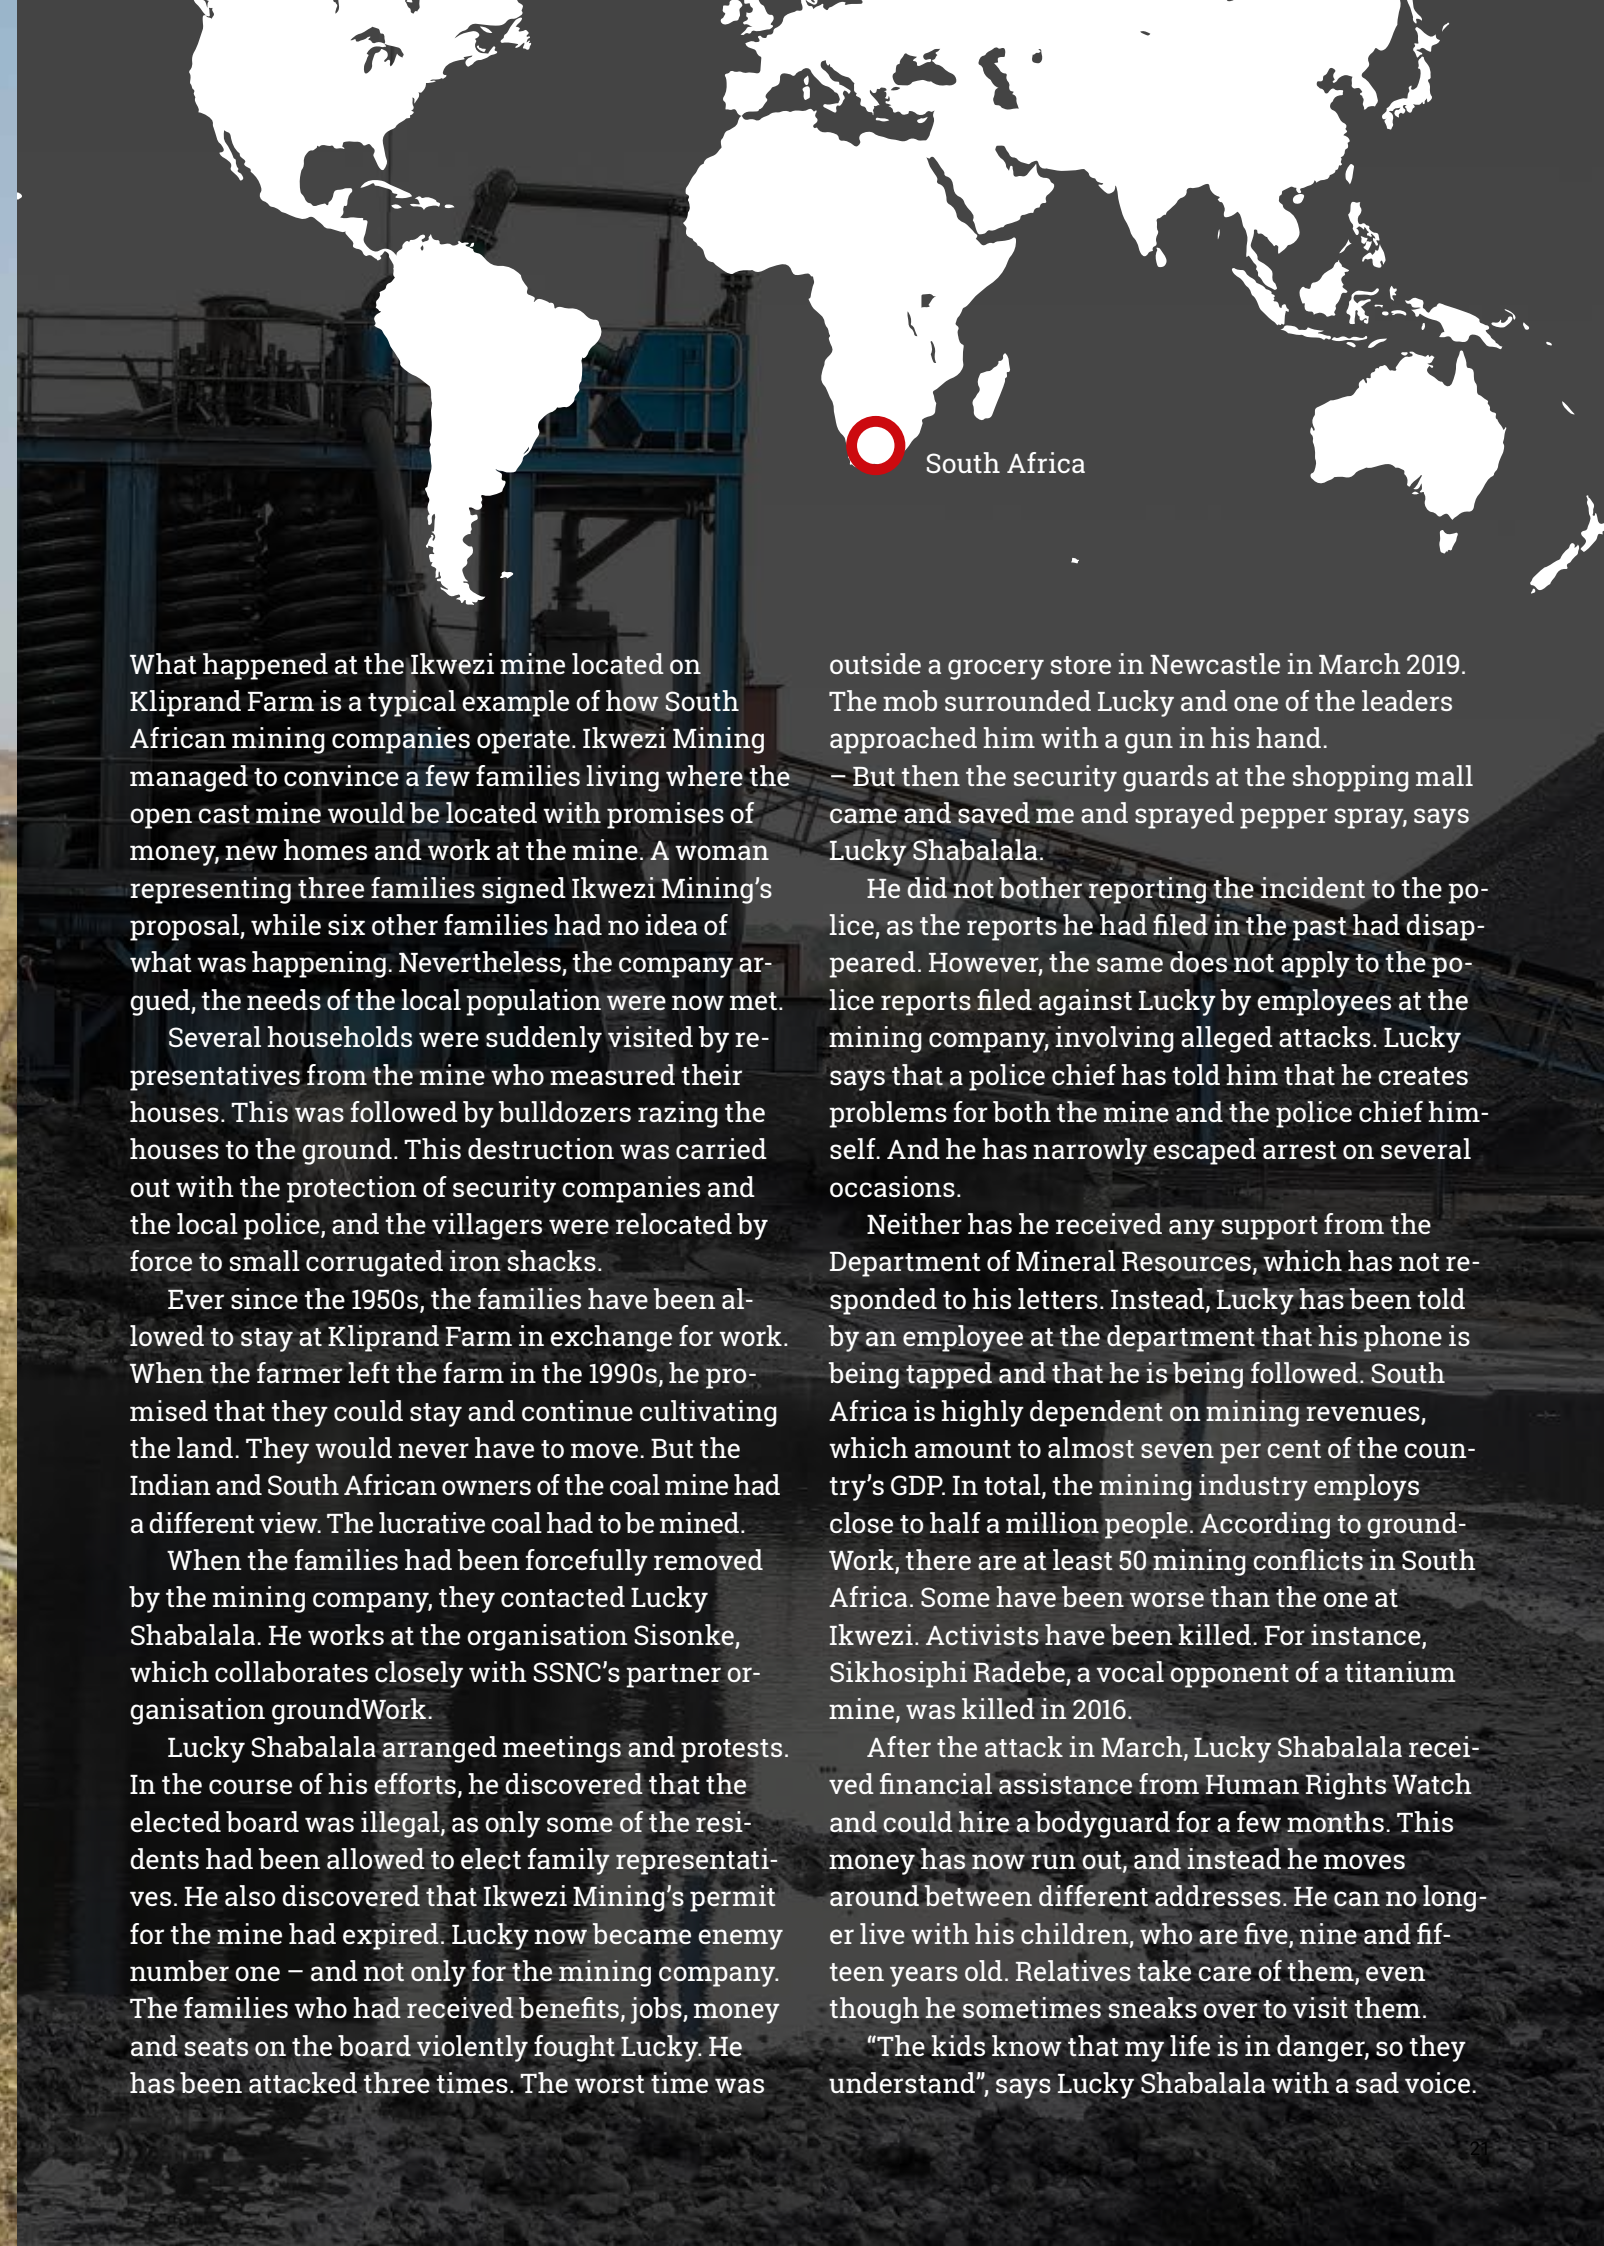 South Africa
What happened at the Ikwezi mine located on
Kliprand Farm is a typical example of how South
African mining companies operate. Ikwezi Mining
managed to convince a few families living where the
open cast mine would be located with promises of
money, new homes and work at the mine. A woman
representing three families signed Ikwezi Mining’s
proposal, while six other families had no idea of
what was happening. Nevertheless, the company ar-
gued, the needs of the local population were now met.
Several households were suddenly visited by re-
presentatives from the mine who measured their
houses. This was followed by bulldozers razing the
houses to the ground. This destruction was carried
out with the protection of security companies and
the local police, and the villagers were relocated by
force to small corrugated iron shacks.
Ever since the 1950s, the families have been al-
lowed to stay at Kliprand Farm in exchange for work.
When the farmer left the farm in the 1990s, he pro-
mised that they could stay and continue cultivating
the land. They would never have to move. But the
Indian and South African owners of the coal mine had
a different view. The lucrative coal had to be mined.
When the families had been forcefully removed
by the mining company, they contacted Lucky
Shabalala. He works at the organisation Sisonke,
which collaborates closely with SSNC’s partner or-
ganisation groundWork.
Lucky Shabalala arranged meetings and protests.
In the course of his efforts, he discovered that the
elected board was illegal, as only some of the resi-
dents had been allowed to elect family representati-
ves. He also discovered that Ikwezi Mining’s permit
for the mine had expired. Lucky now became enemy
number one – and not only for the mining company.
The families who had received benefits, jobs, money
and seats on the board violently fought Lucky. He
has been attacked three times. The worst time was
outside a grocery store in Newcastle in March 2019.
The mob surrounded Lucky and one of the leaders
approached him with a gun in his hand.
– But then the security guards at the shopping mall
came and saved me and sprayed pepper spray, says
Lucky Shabalala.
He did not bother reporting the incident to the po-
lice, as the reports he had filed in the past had disap-
peared. However, the same does not apply to the po-
lice reports filed against Lucky by employees at the
mining company, involving alleged attacks. Lucky
says that a police chief has told him that he creates
problems for both the mine and the police chief him-
self. And he has narrowly escaped arrest on several
occasions.
Neither has he received any support from the
Department of Mineral Resources, which has not re-
sponded to his letters. Instead, Lucky has been told
by an employee at the department that his phone is
being tapped and that he is being followed. South
Africa is highly dependent on mining revenues,
which amount to almost seven per cent of the coun-
try’s GDP. In total, the mining industry employs
close to half a million people. According to ground-
Work, there are at least 50 mining conflicts in South
Africa. Some have been worse than the one at
Ikwezi. Activists have been killed. For instance,
Sikhosiphi Radebe, a vocal opponent of a titanium
mine, was killed in 2016.
After the attack in March, Lucky Shabalala recei-
ved financial assistance from Human Rights Watch
and could hire a bodyguard for a few months. This
money has now run out, and instead he moves
around between different addresses. He can no long-
er live with his children, who are five, nine and fif-
teen years old. Relatives take care of them, even
though he sometimes sneaks over to visit them.
“The kids know that my life is in danger, so they
understand”, says Lucky Shabalala with a sad voice.
21